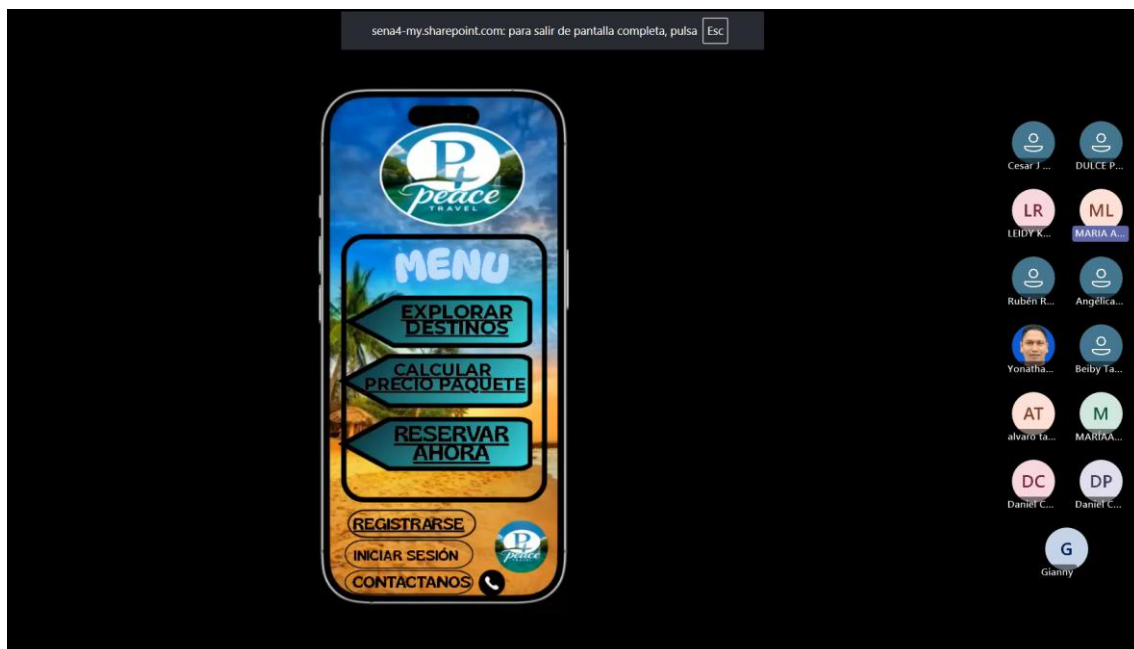 sena4-my.sharepoint.com: para salir de pantalla completa, pulsa Esc
P
peace
TRAVEL
MENU
EXPLORAR
DESTINOS
CALCULAR
PRECIO PAQUETE
RESERVAR
AHORA
REGISTRARSE
INICIAR SESIÓN
CONTACTANOS
P
peace
Cesar J ...
DULCE P...
LR
LEIDY K...
ML
MARIA A...
Rubén R...
Angélica...
Yonatha...
Beiby Ta...
AT
alvaro ta...
M
MARÍAA...
DC
Daniel C...
DP
Daniel C...
G
Gianny